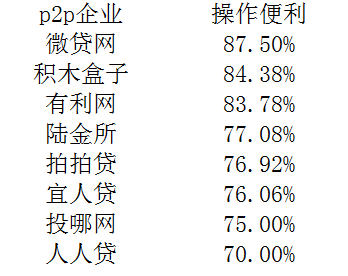 p2p企业 操作便利
微贷网 87.50%
积木盒子 84.38%
有利网 83.78%
陆金所 77.08%
拍拍贷 76.92%
宜人贷 76.06%
投哪网 75.00%
人人贷 70.00%